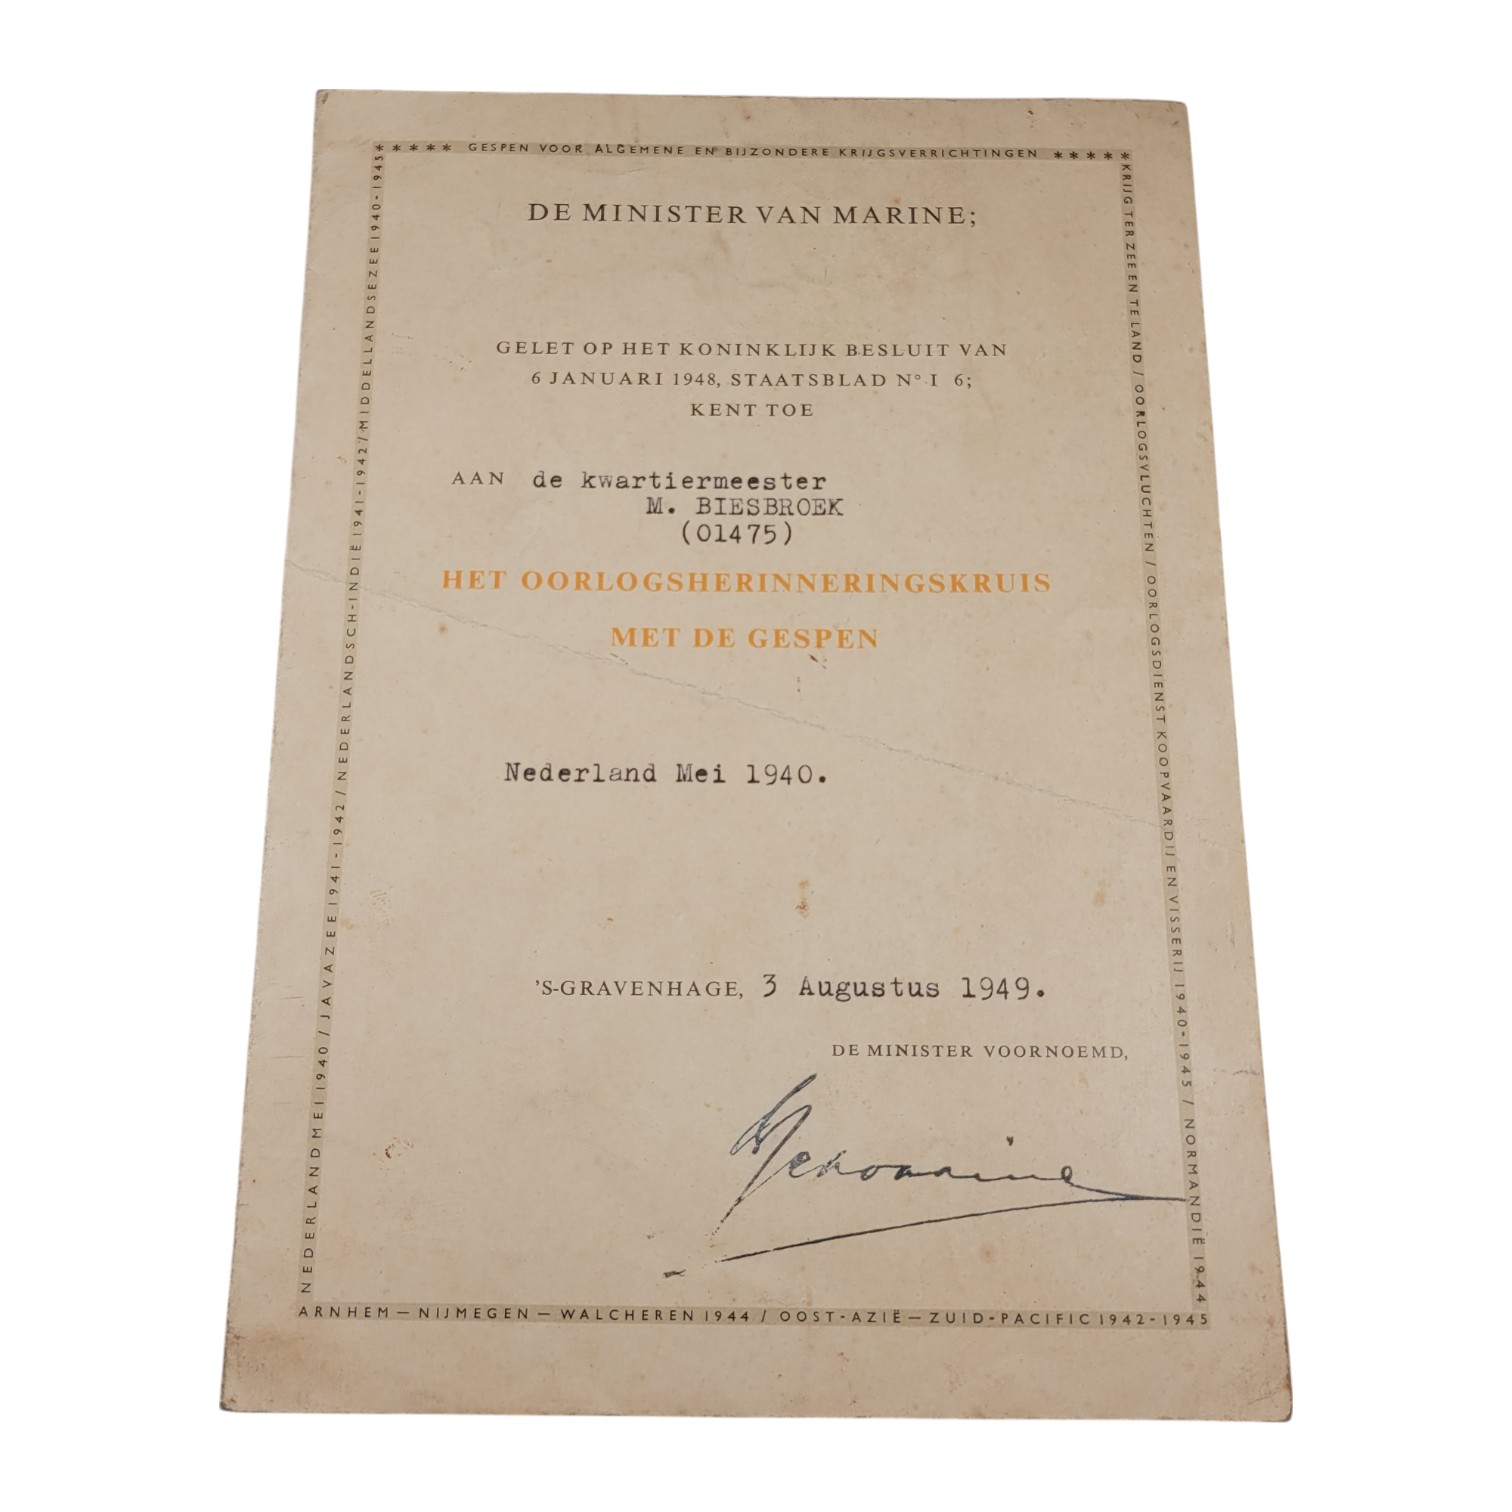 ***** GESPEN VOOR ALGEMENE EN BIJZONDERE KRIJGSVERRICHTINGEN *****
DE MINISTER VAN MARINE;
GELET OP HET KONINKLIJK BESLUIT VAN
6 JANUARI 1948, STAATSBLAD N° I 6;
KENT TOE
AAN de kwartiermeester
M. BIESBROEK
(01475)
HET OORLOGSHERINNERINGSKRUIS
MET DE GESPEN
Nederland Mei 1940.
'S-GRAVENHAGE, 3 Augustus 1949.
DE MINISTER VOORNOEMD,
KRIJG TER ZEE EN TE LAND / OORLOGSVLUCHTEN / OORLOGSDIENST KOOPVAARDIJ EN VISSERIJ 1940-1945 / NORMANDIË 1944
NEDERLAND MEI 1940 / JAVAZEE 1941-1942 / NEDERLANDSCH-INDIË 1941-1942 / MIDDELLANDSEZEE 1940-1945
ARNHEM — NIJMEGEN — WALCHEREN 1944 / OOST-AZIË — ZUID-PACIFIC 1942-1945